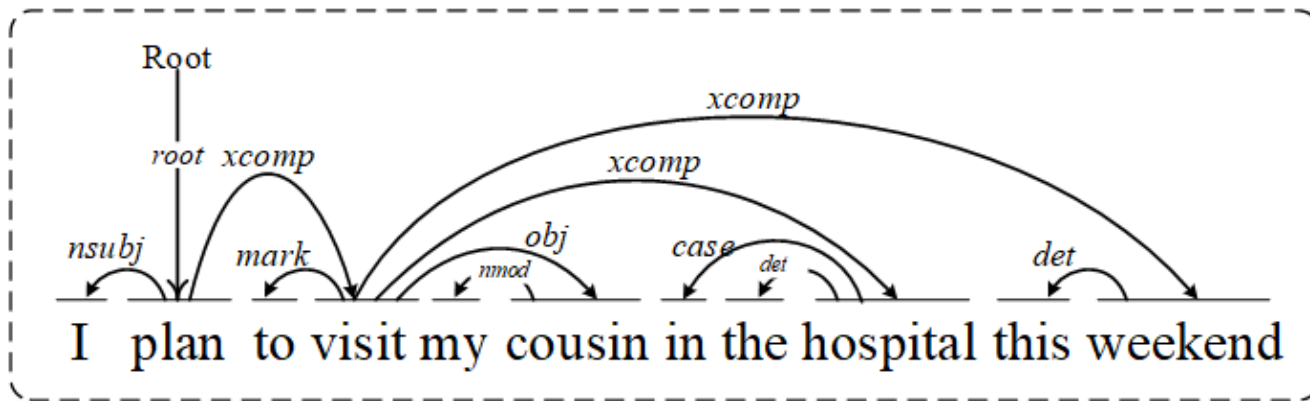 Root
xcomp
root xcomp xcomp
nsubj mark obj case det
nmod det
I plan to visit my cousin in the hospital this weekend